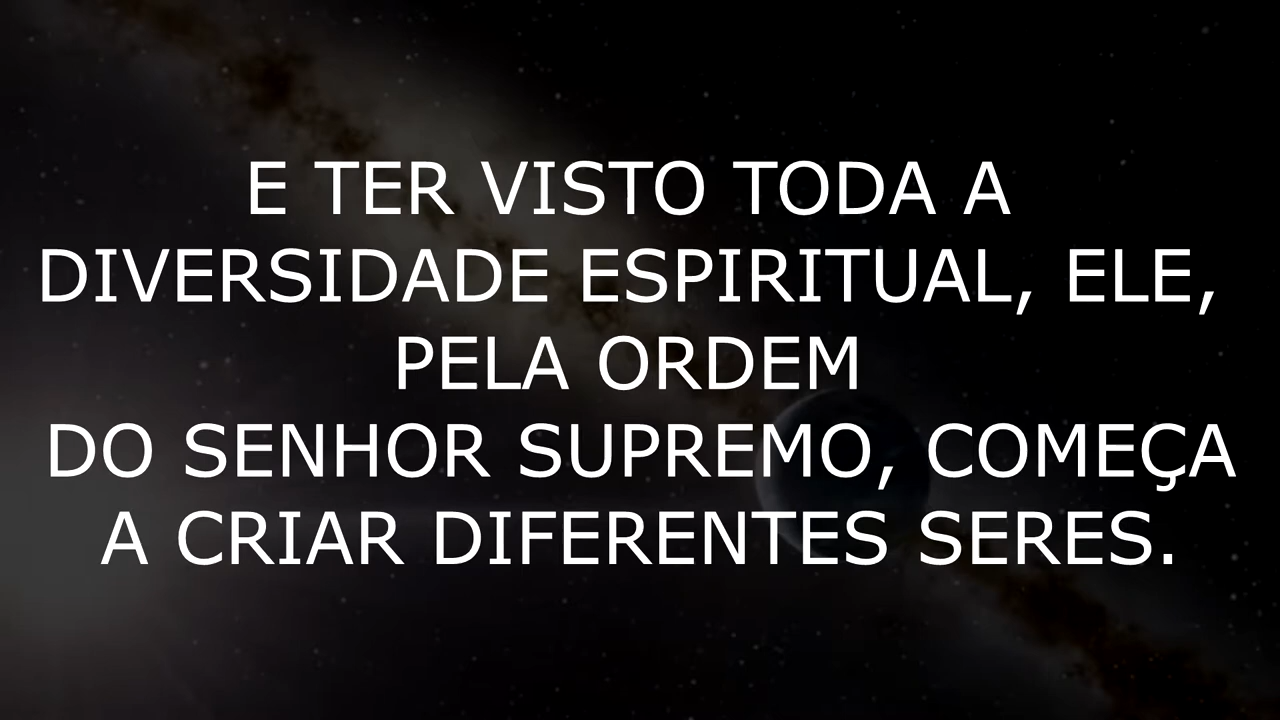 E TER VISTO TODA A
DIVERSIDADE ESPIRITUAL, ELE,
PELA ORDEM
DO SENHOR SUPREMO, COMEÇA
A CRIAR DIFERENTES SERES.